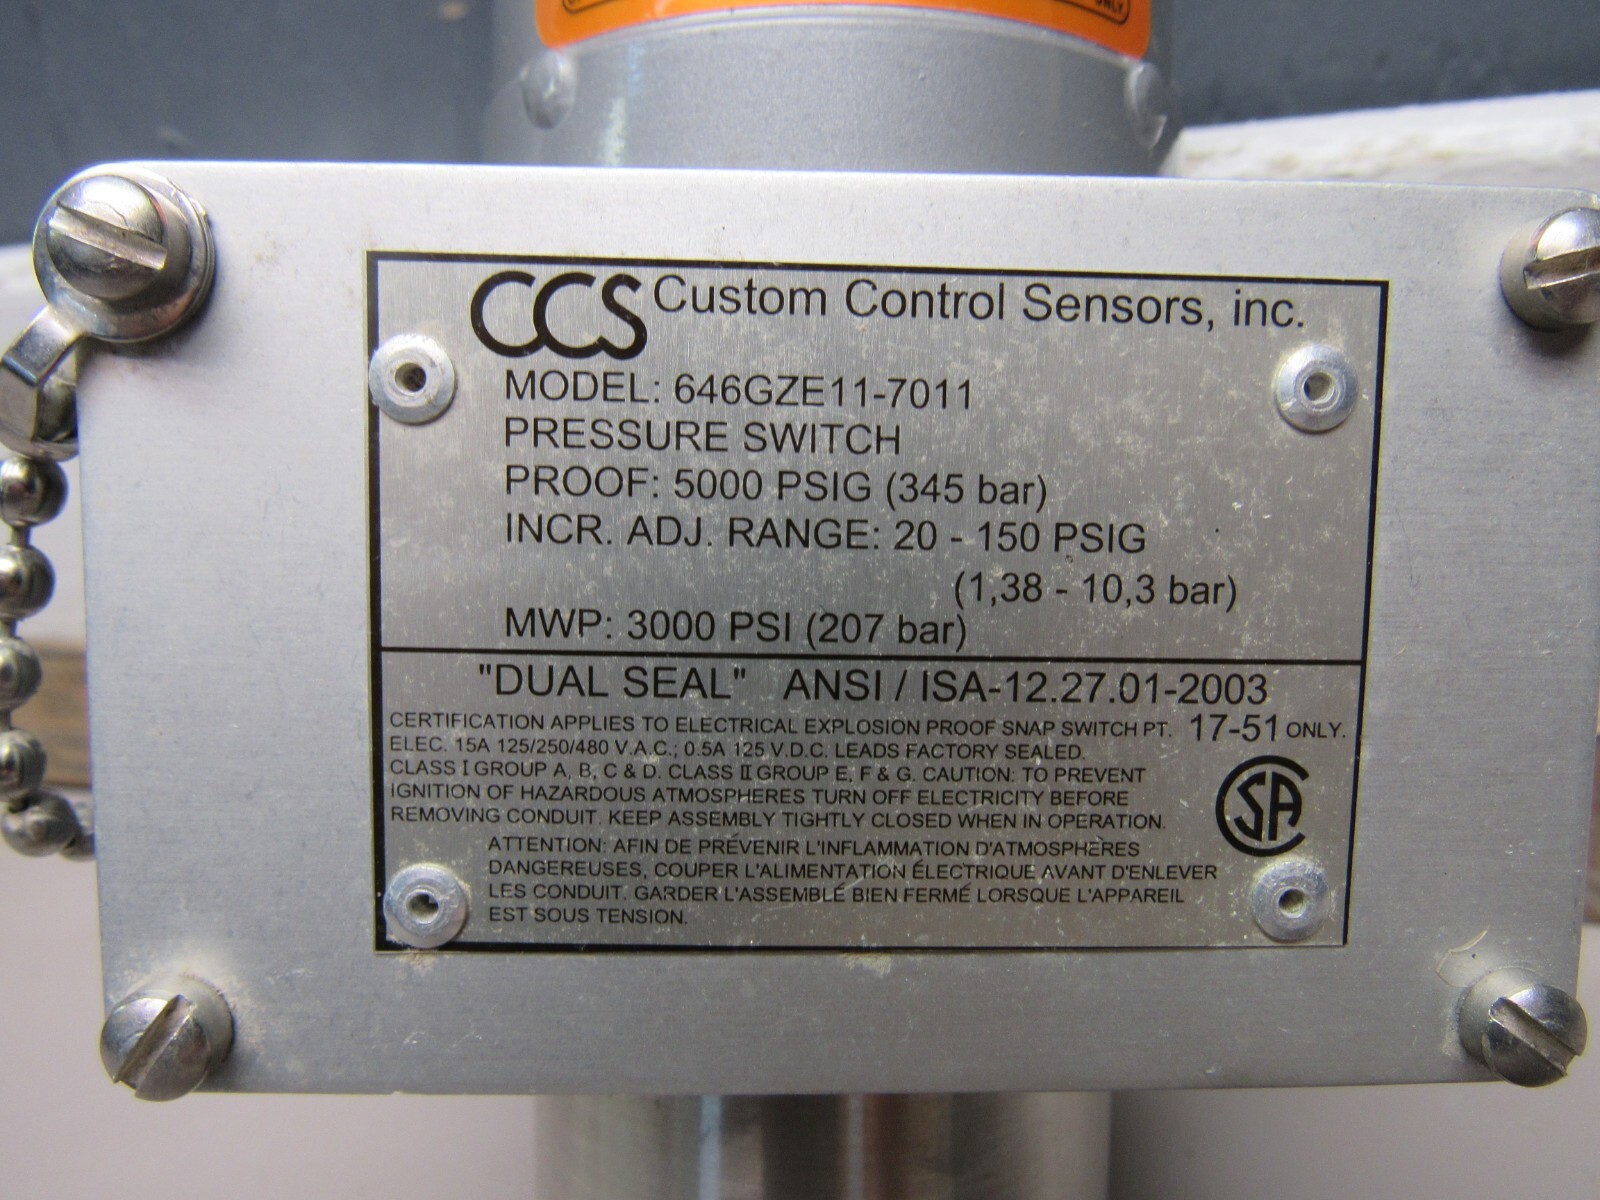 ONLY
CCS Custom Control Sensors, inc.
MODEL: 646GZE11-7011
PRESSURE SWITCH
PROOF: 5000 PSIG (345 bar)
INCR. ADJ. RANGE: 20 - 150 PSIG
(1,38 - 10,3 bar)
MWP: 3000 PSI (207 bar)
"DUAL SEAL" ANSI / ISA-12.27.01-2003
CERTIFICATION APPLIES TO ELECTRICAL EXPLOSION PROOF SNAP SWITCH PT. 17-51 ONLY.
ELEC. 15A 125/250/480 V.A.C.; 0.5A 125 V.D.C. LEADS FACTORY SEALED.
CLASS I GROUP A, B, C & D. CLASS II GROUP E, F & G. CAUTION: TO PREVENT
IGNITION OF HAZARDOUS ATMOSPHERES TURN OFF ELECTRICITY BEFORE
REMOVING CONDUIT. KEEP ASSEMBLY TIGHTLY CLOSED WHEN IN OPERATION.
SA
ATTENTION: AFIN DE PRÉVENIR L'INFLAMMATION D'ATMOSPHÈRES
DANGEREUSES, COUPER L'ALIMENTATION ÉLECTRIQUE AVANT D'ENLEVER
LES CONDUIT. GARDER L'ASSEMBLÉ BIEN FERMÉ LORSQUE L'APPAREIL
EST SOUS TENSION.